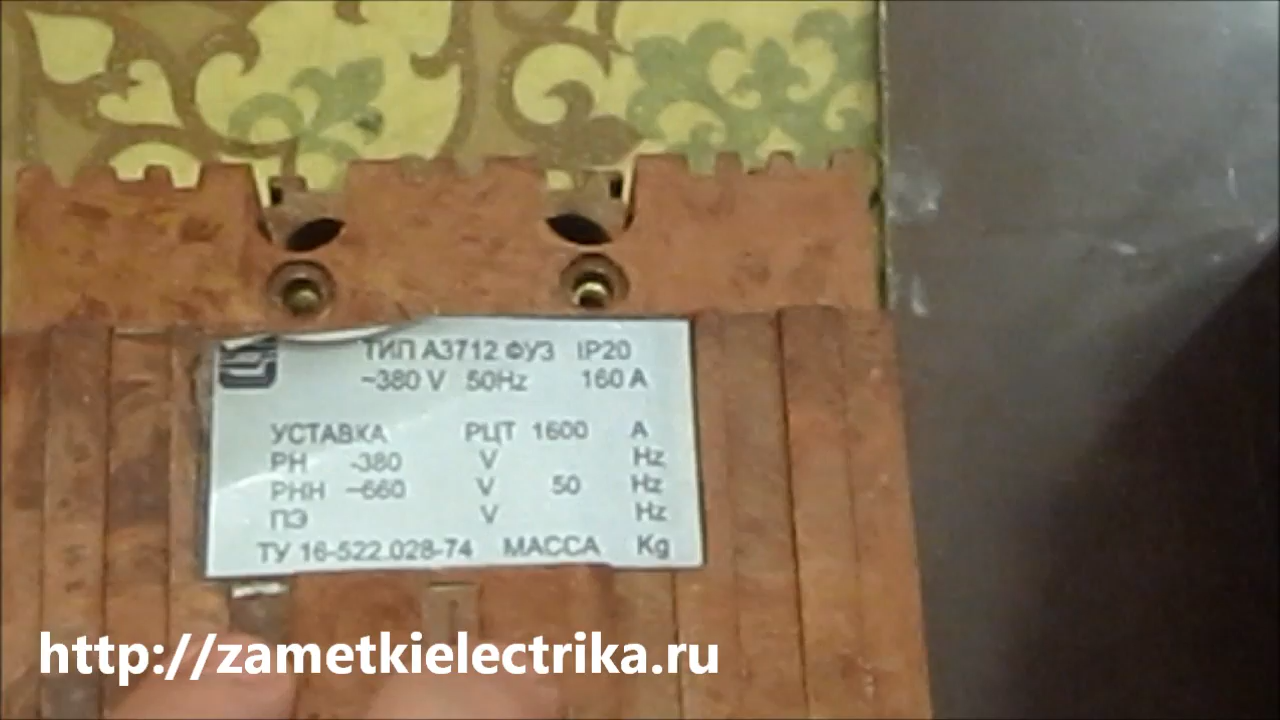 ТИП А3712 ФУЗ IP20
~380 V 50Hz 160 A
УСТАВКА РЦТ 1600 А
РН -380 V Hz
РНН ~660 V 50 Hz
ПЭ V Hz
ТУ 16-522.028-74 МАССА Kg
http://zametkielectrika.ru